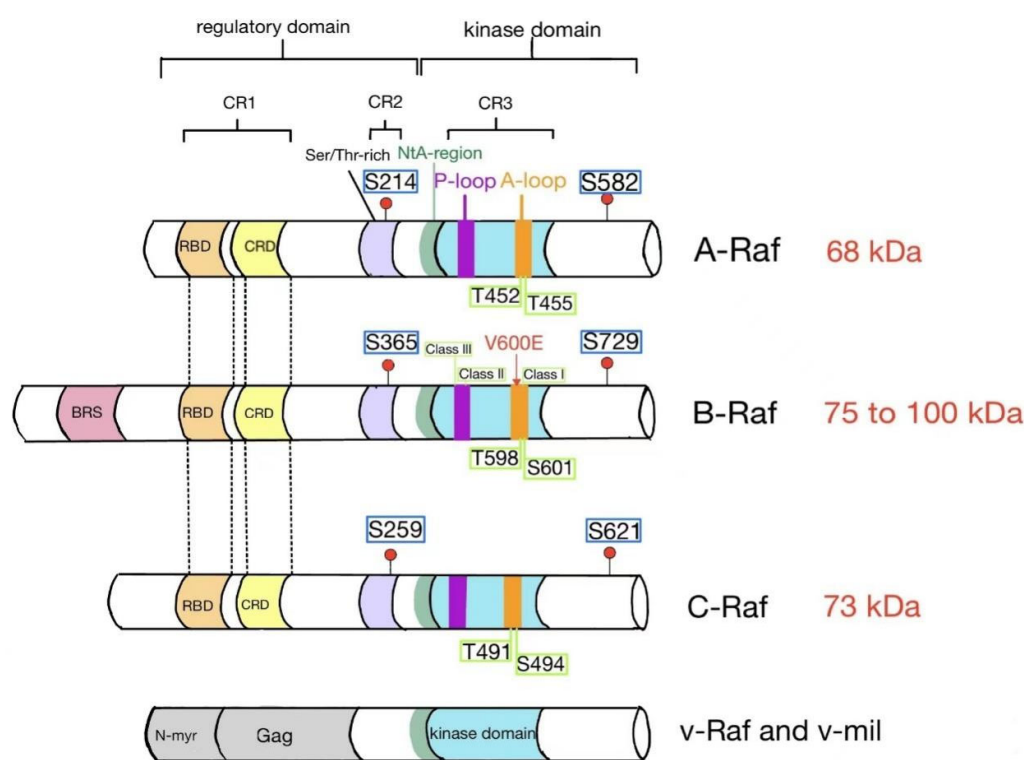 regulatory domain
kinase domain
CR1
CR2
CR3
Ser/Thr-rich
NtA-region
S214
P-loop
A-loop
S582
RBD
CRD
A-Raf
68 kDa
T452
T455
S365
Class III
V600E
S729
Class II
Class I
BRS
RBD
CRD
B-Raf
75 to 100 kDa
T598
S601
S259
S621
RBD
CRD
C-Raf
73 kDa
T491
S494
N-myr
Gag
kinase domain
v-Raf and v-mil